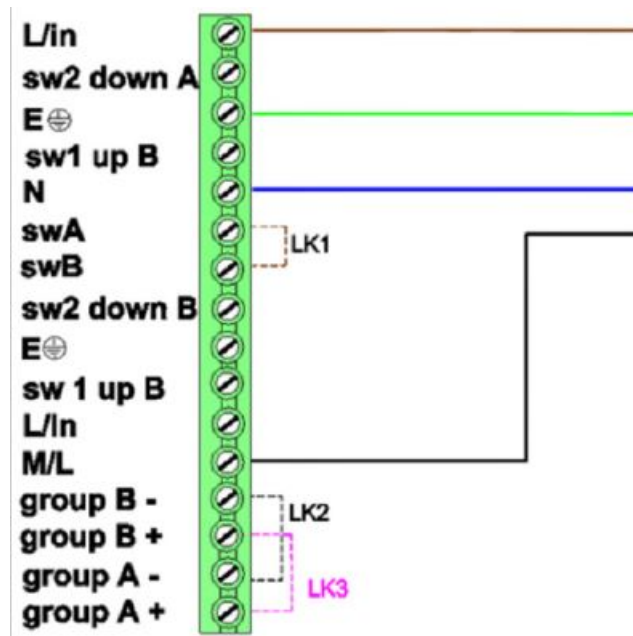 L/in
sw2 down A
E
sw1 up B
N
swA
LK1
swB
sw2 down B
E
sw 1 up B
L/In
M/L
group B -
LK2
group B +
group A -
LK3
group A +